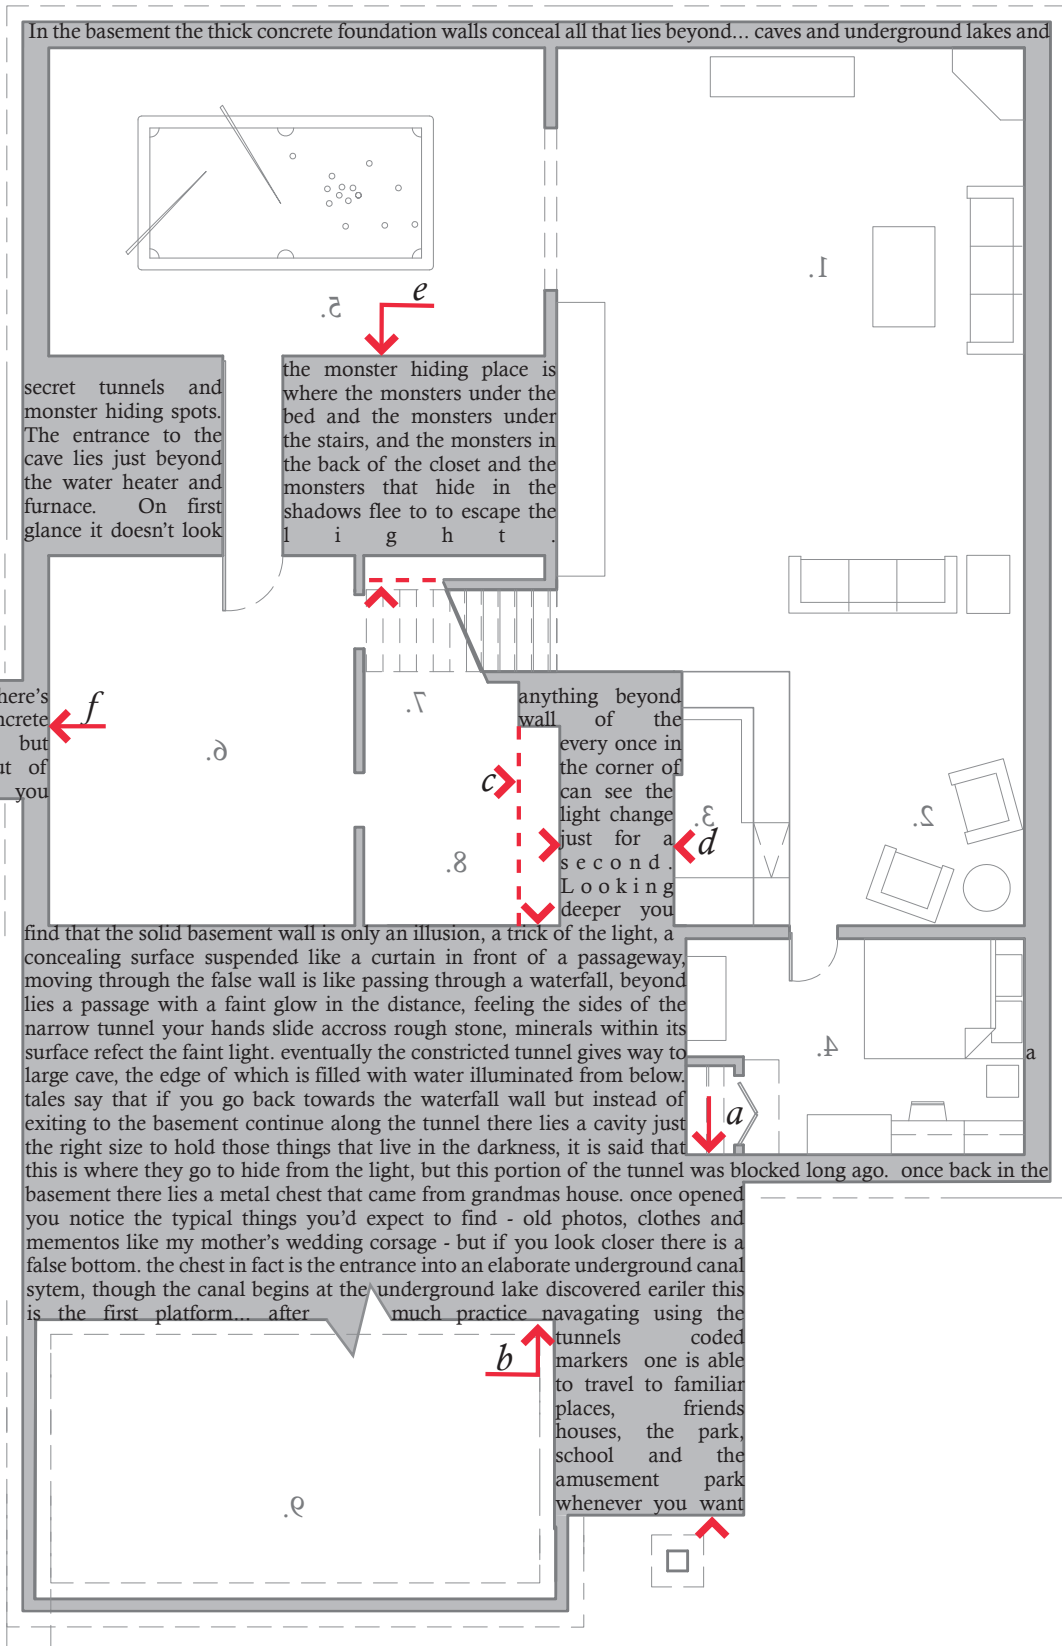 In the basement the thick concrete foundation walls conceal all that lies beyond... caves and underground lakes and
1.
5.
e
secret tunnels and
monster hiding spots.
The entrance to the
cave lies just beyond
the water heater and
furnace. On first
glance it doesn't look
the monster hiding place is
where the monsters under the
bed and the monsters under
the stairs, and the monsters in
the back of the closet and the
monsters that hide in the
shadows flee to to escape the
light.
here's
ncrete
but
ut of
you
f
6.
7.
anything beyond
wall of the
every once in
the corner of
can see the
light change
just for a
second.
Looking
deeper you
c
8.
3.
d
2.
find that the solid basement wall is only an illusion, a trick of the light, a
concealing surface suspended like a curtain in front of a passageway,
moving through the false wall is like passing through a waterfall, beyond
lies a passage with a faint glow in the distance, feeling the sides of the
narrow tunnel your hands slide accross rough stone, minerals within its
surface refect the faint light. eventually the constricted tunnel gives way to a
large cave, the edge of which is filled with water illuminated from below.
tales say that if you go back towards the waterfall wall but instead of
exiting to the basement continue along the tunnel there lies a cavity just
the right size to hold those things that live in the darkness, it is said that
this is where they go to hide from the light, but this portion of the tunnel was blocked long ago. once back in the
basement there lies a metal chest that came from grandmas house. once opened
you notice the typical things you'd expect to find - old photos, clothes and
mementos like my mother's wedding corsage - but if you look closer there is a
false bottom. the chest in fact is the entrance into an elaborate underground canal
sytem, though the canal begins at the underground lake discovered eariler this
is the first platform... after much practice navagating using the
tunnels coded
markers one is able
to travel to familiar
places, friends
houses, the park,
school and the
amusement park
whenever you want
4.
a
b
9.